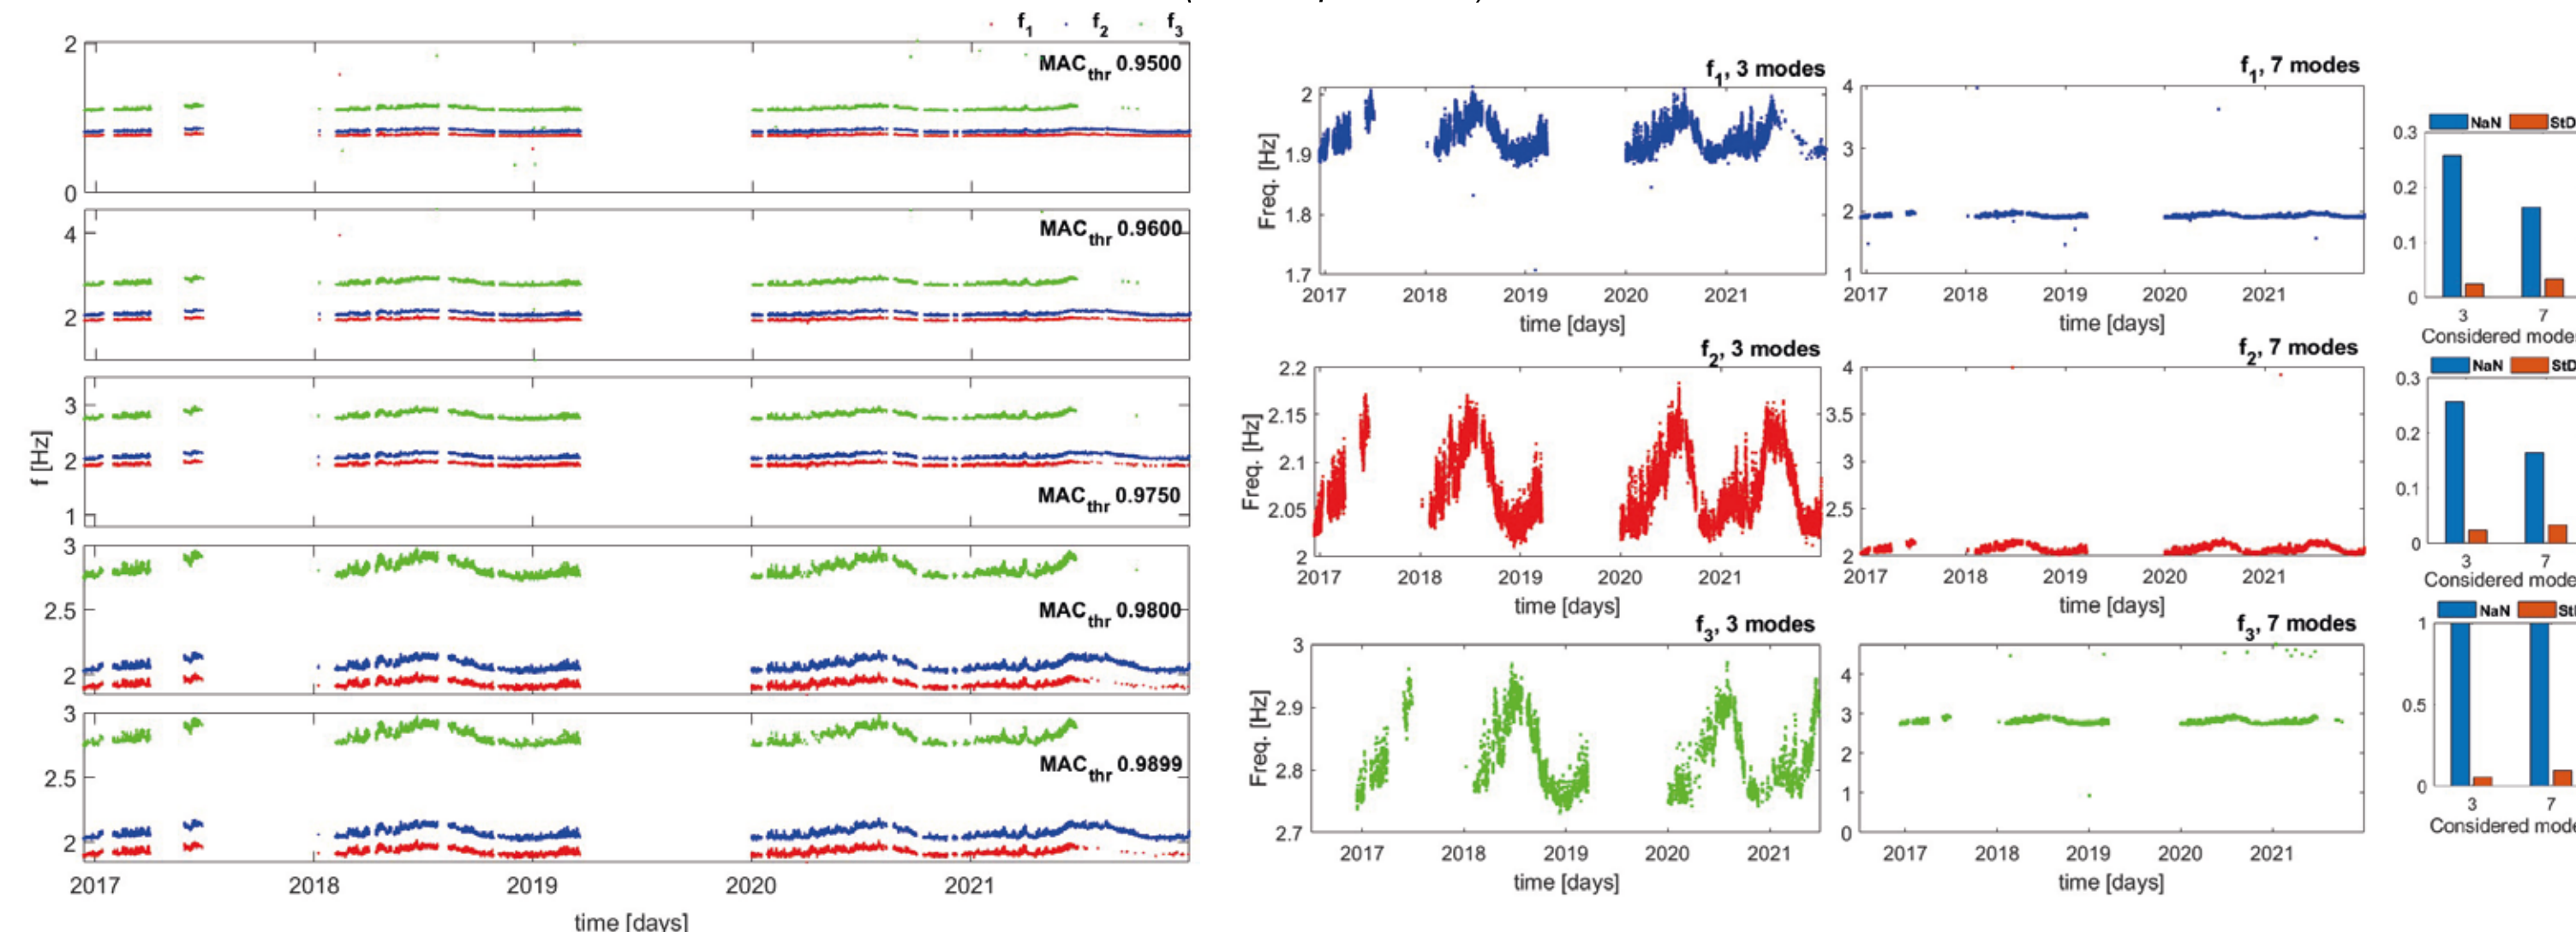 f1 f2 f3
2
MACthr 0.9500
0
4
MACthr 0.9600
2
3
2
MACthr 0.9750
1
f [Hz]
3
MACthr 0.9800
2.5
2
3
MACthr 0.9899
2.5
2
2017 2018 2019 2020 2021
time [days]
f1, 3 modes
2
1.9
1.8
1.7
Freq. [Hz]
2017 2018 2019 2020 2021
time [days]
f1, 7 modes
4
3
2
1
2017 2018 2019 2020 2021
time [days]
NaN StD
0.3
0.2
0.1
0
3 7
Considered mode
f2, 3 modes
2.2
2.15
2.1
2.05
2
Freq. [Hz]
2017 2018 2019 2020 2021
time [days]
f2, 7 modes
4
3.5
3
2.5
2
2017 2018 2019 2020 2021
time [days]
NaN StD
0.3
0.2
0.1
0
3 7
Considered mode
f3, 3 modes
3
2.9
2.8
2.7
Freq. [Hz]
2017 2018 2019 2020 2021
time [days]
f3, 7 modes
4
3
2
1
0
2017 2018 2019 2020 2021
time [days]
NaN St
1
0.5
0
3 7
Considered mode